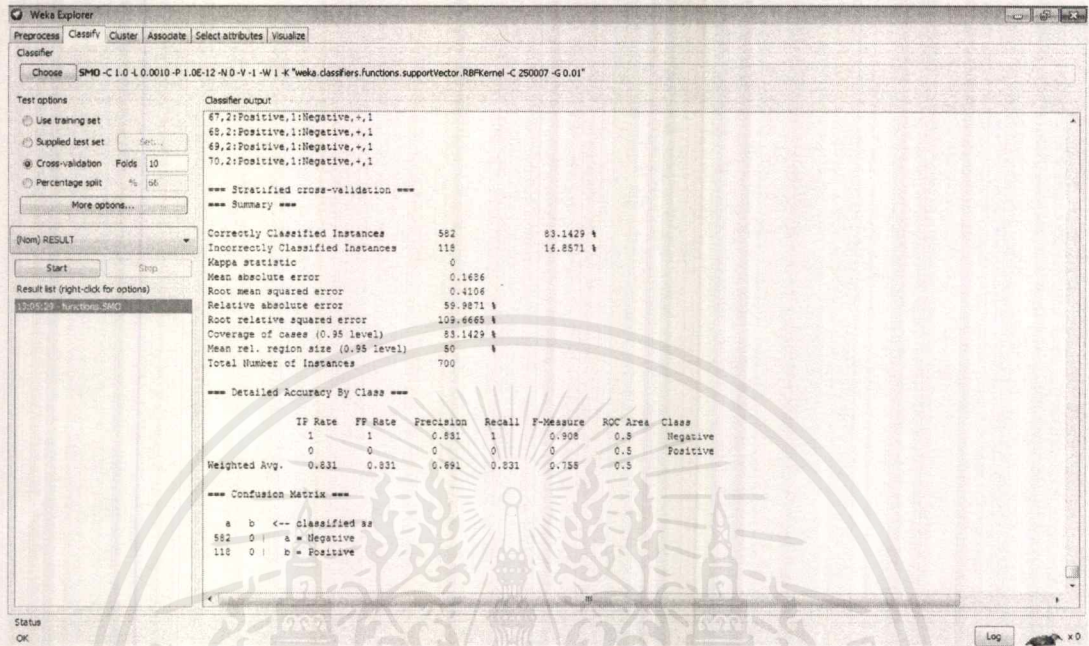 Weka Explorer
Preprocess Classify Cluster Associate Select attributes Visualize
Classifier
Choose SMO -C 1.0 -L 0.0010 -P 1.0E-12 -N 0 -V -1 -W 1 -K "weka.classifiers.functions.supportVector.RBFKernel -C 250007 -G 0.01"
Test options
Use training set
Supplied test set Set...
Cross-validation Folds 10
Percentage split % 66
More options...
(Nom) RESULT
Start Stop
Result list (right-click for options)
13:05:29 - functions.SMO
Classifier output
67,2:Positive,1:Negative,+,1
68,2:Positive,1:Negative,+,1
69,2:Positive,1:Negative,+,1
70,2:Positive,1:Negative,+,1
=== Stratified cross-validation ===
=== Summary ===
Correctly Classified Instances 582 83.1429 %
Incorrectly Classified Instances 118 16.8571 %
Kappa statistic 0
Mean absolute error 0.1686
Root mean squared error 0.4106
Relative absolute error 59.9871 %
Root relative squared error 109.6665 %
Coverage of cases (0.95 level) 83.1429 %
Mean rel. region size (0.95 level) 50 %
Total Number of Instances 700
=== Detailed Accuracy By Class ===
TP Rate FP Rate Precision Recall F-Measure ROC Area Class
1 1 0.831 1 0.908 0.5 Negative
0 0 0 0 0 0.5 Positive
Weighted Avg. 0.831 0.831 0.691 0.831 0.755 0.5
=== Confusion Matrix ===
a b <-- classified as
582 0 | a = Negative
118 0 | b = Positive
Status
OK
Log
x 0